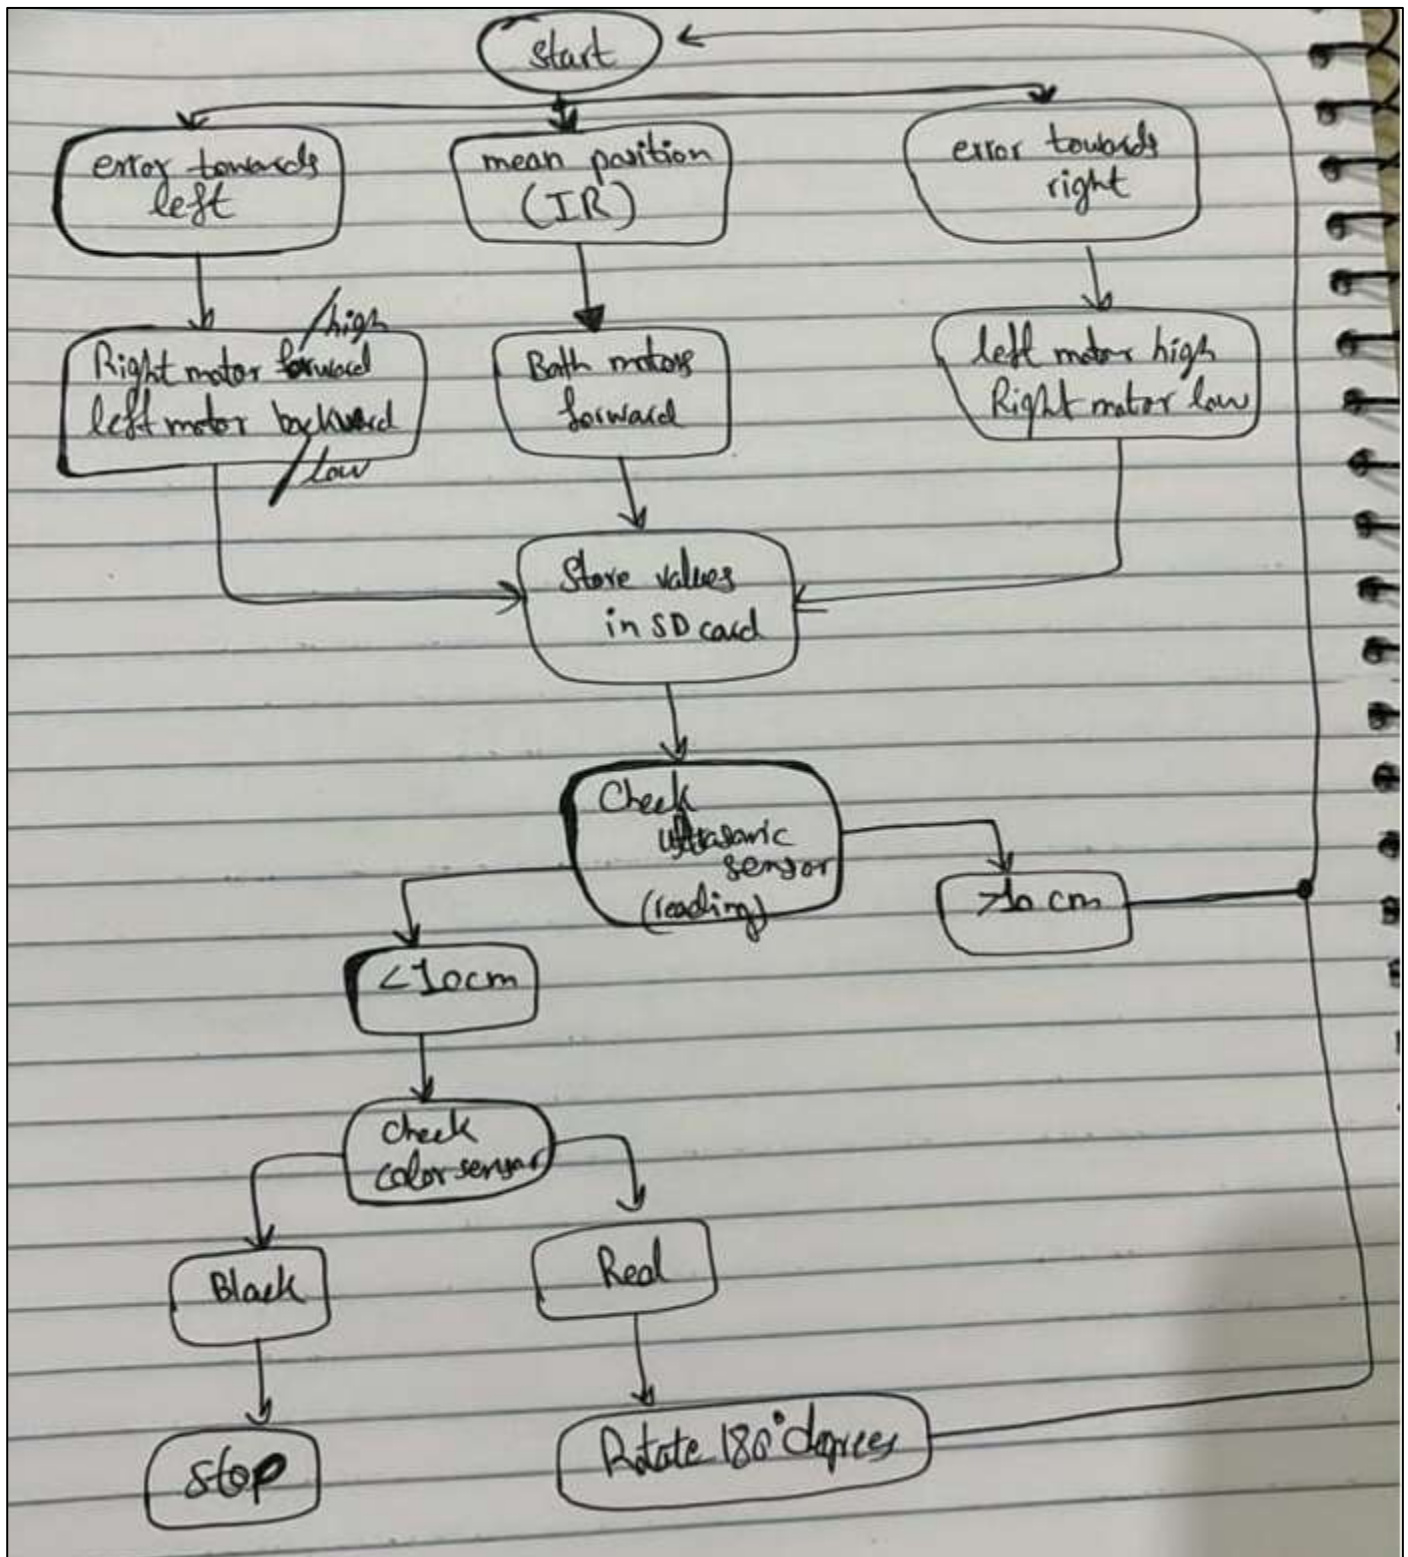 Start
error towards
left
mean position
(IR)
error towards
right
/high
Right motor forward
left motor backward
/low
Both motors
forward
left motor high
Right motor low
Store values
in SD card
Check
Ultrasonic
sensor
(reading)
>10 cm
<10cm
Check
color sensor
Black
Red
Stop
Rotate 180° degrees